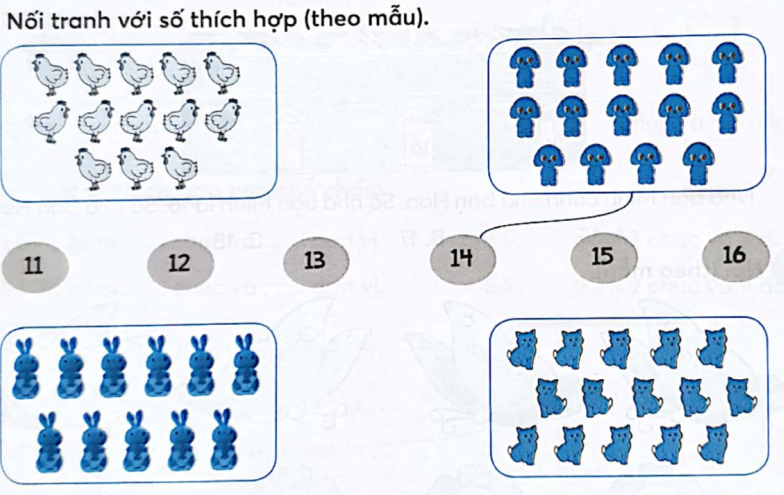 Nối tranh với số thích hợp (theo mẫu).
11 12 13 14 15 16